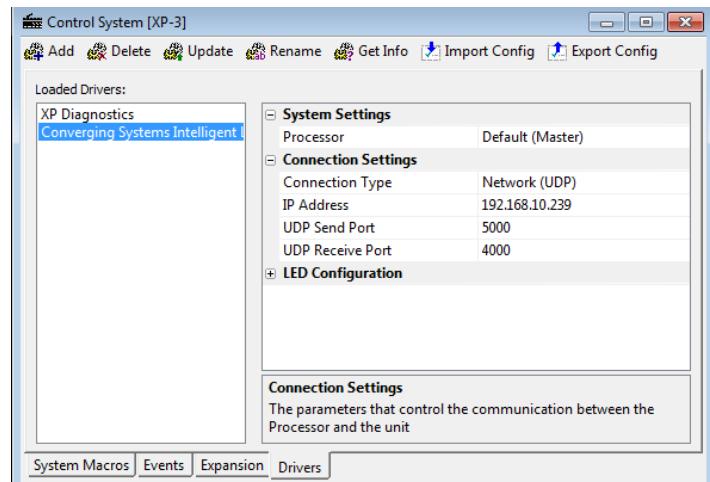 Control System [XP-3]
Add Delete Update Rename Get Info Import Config Export Config
Loaded Drivers:
XP Diagnostics
Converging Systems Intelligent
System Settings
Processor Default (Master)
Connection Settings
Connection Type Network (UDP)
IP Address 192.168.10.239
UDP Send Port 5000
UDP Receive Port 4000
LED Configuration
Connection Settings
The parameters that control the communication between the
Processor and the unit
System Macros Events Expansion Drivers